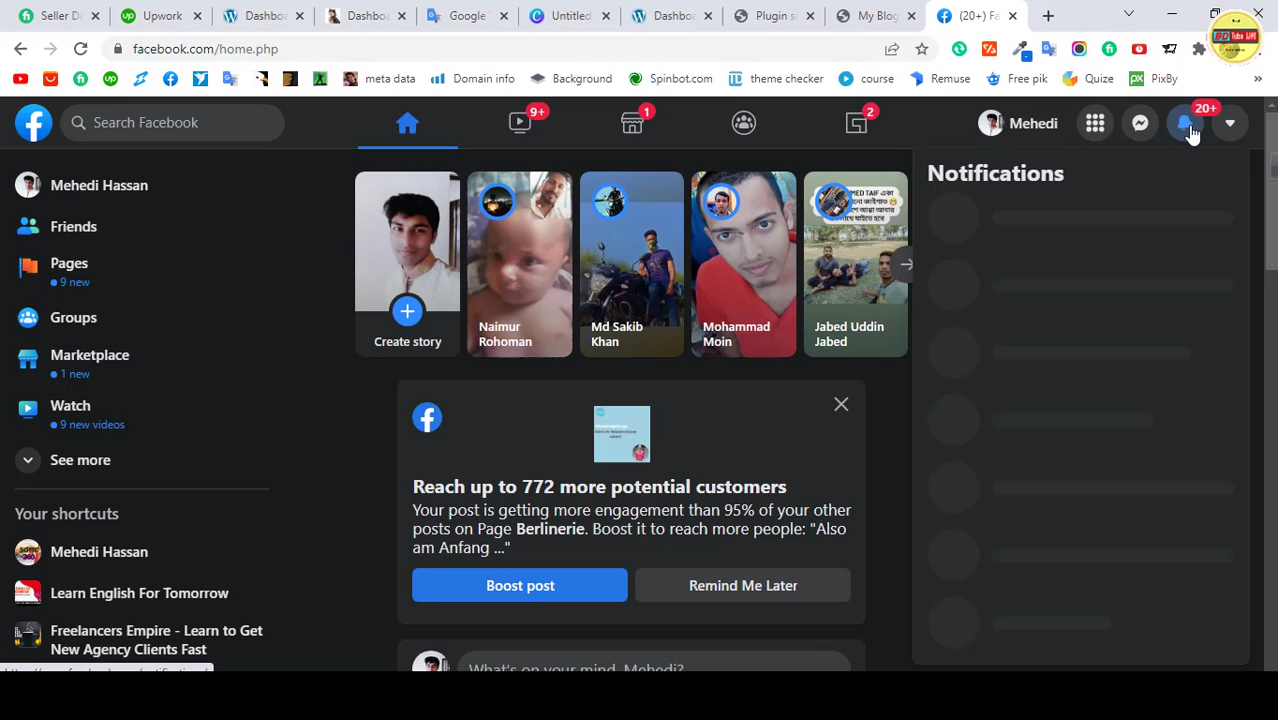 Seller Da
Upwork
Dashbo
Dashbo
Google
Untitled
Dashbo
Plugin s
My Blog
(20+) Fa
facebook.com/home.php
meta data
Domain info
Background
Spinbot.com
theme checker
course
Remuse
Free pik
Quize
PixBy
Search Facebook
9+
1
2
Mehedi
20+
Mehedi Hassan
Friends
Pages
9 new
Groups
Marketplace
1 new
Watch
9 new videos
See more
Your shortcuts
Mehedi Hassan
Learn English For Tomorrow
Freelancers Empire - Learn to Get
New Agency Clients Fast
Create story
Naimur
Rohoman
Md Sakib
Khan
Mohammad
Moin
Jabed Uddin
Jabed
Reach up to 772 more potential customers
Your post is getting more engagement than 95% of your other
posts on Page Berlinerie. Boost it to reach more people: "Also
am Anfang ..."
Boost post
Remind Me Later
What's on your mind, Mehedi?
Notifications